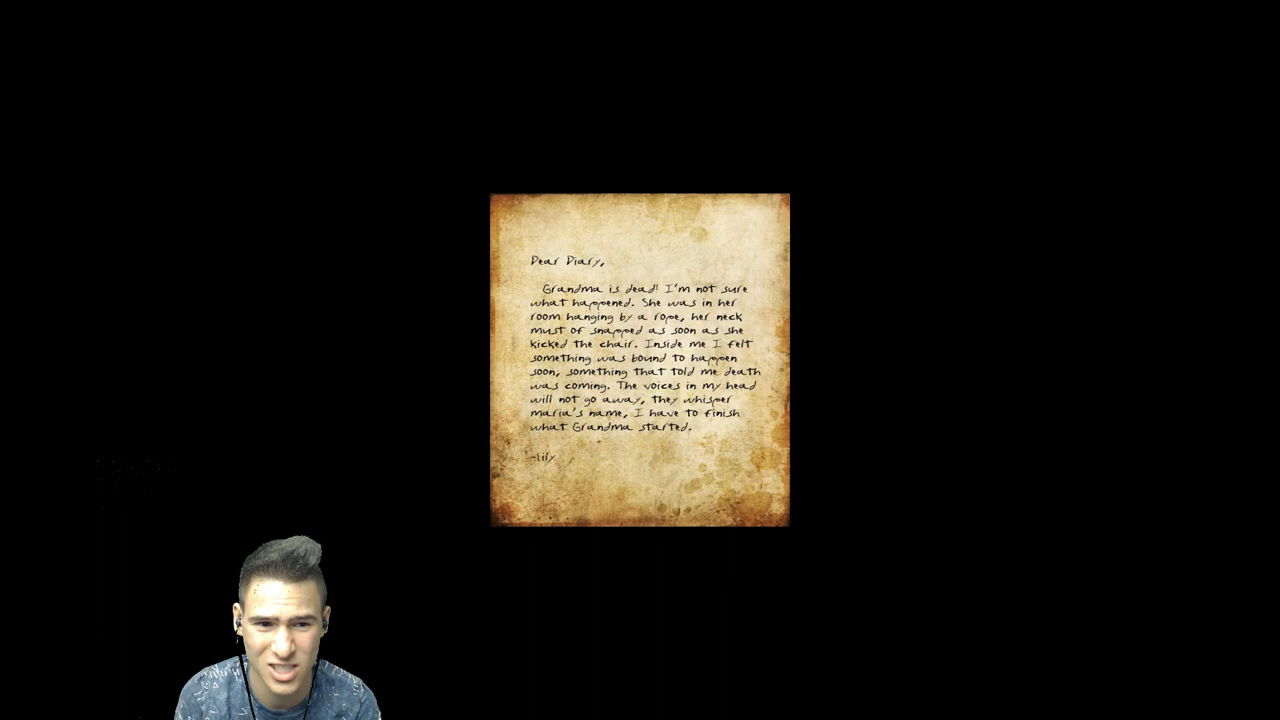 Dear Diary,
Grandma is dead! I'm not sure
what happened. She was in her
room hanging by a rope, her neck
must of snapped as soon as she
kicked the chair. Inside me I felt
something was bound to happen
soon, something that told me death
was coming. The voices in my head
will not go away, they whisper
maria's name, I have to finish
what Grandma started.
-Lily